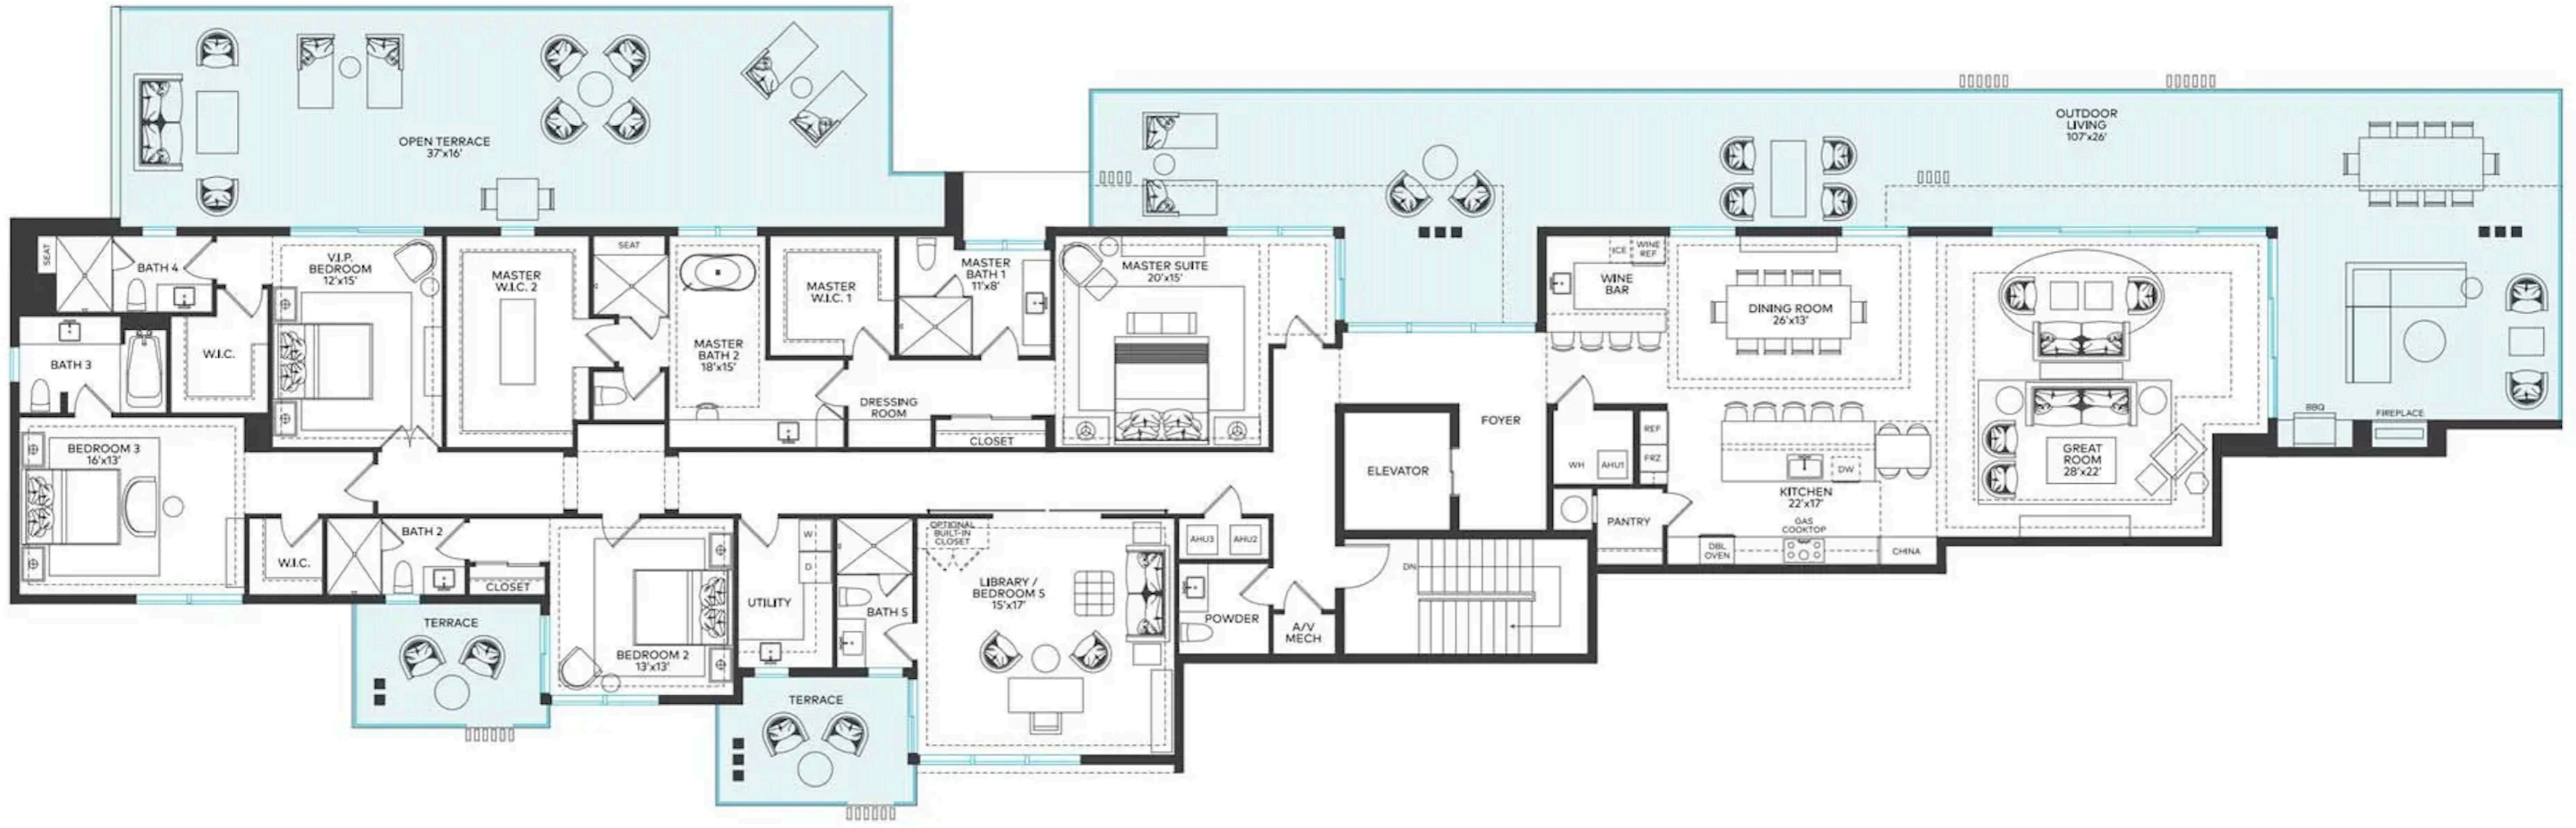 OPEN TERRACE
37'x16'
OUTDOOR
LIVING
107'x26'
SEAT
BATH 4
V.I.P.
BEDROOM
12'x15'
MASTER
W.I.C. 2
SEAT
MASTER
BATH 2
18'x15'
MASTER
W.I.C. 1
MASTER
BATH 1
11'x8'
MASTER SUITE
20'x15'
ICE
WINE
REF
WINE
BAR
DINING ROOM
26'x13'
BATH 3
W.I.C.
DRESSING
ROOM
CLOSET
FOYER
ELEVATOR
WH
AHU1
REF
FRZ
DW
KITCHEN
22'x17'
GAS
COOKTOP
GREAT
ROOM
28'x22'
BBQ
FIREPLACE
BEDROOM 3
16'x13'
W.I.C.
BATH 2
CLOSET
BEDROOM 2
13'x13'
W
D
UTILITY
BATH 5
OPTIONAL
BUILT-IN
CLOSET
LIBRARY /
BEDROOM 5
15'x17'
AHU3
AHU2
POWDER
A/V
MECH
DN
PANTRY
DBL
OVEN
CHINA
TERRACE
TERRACE